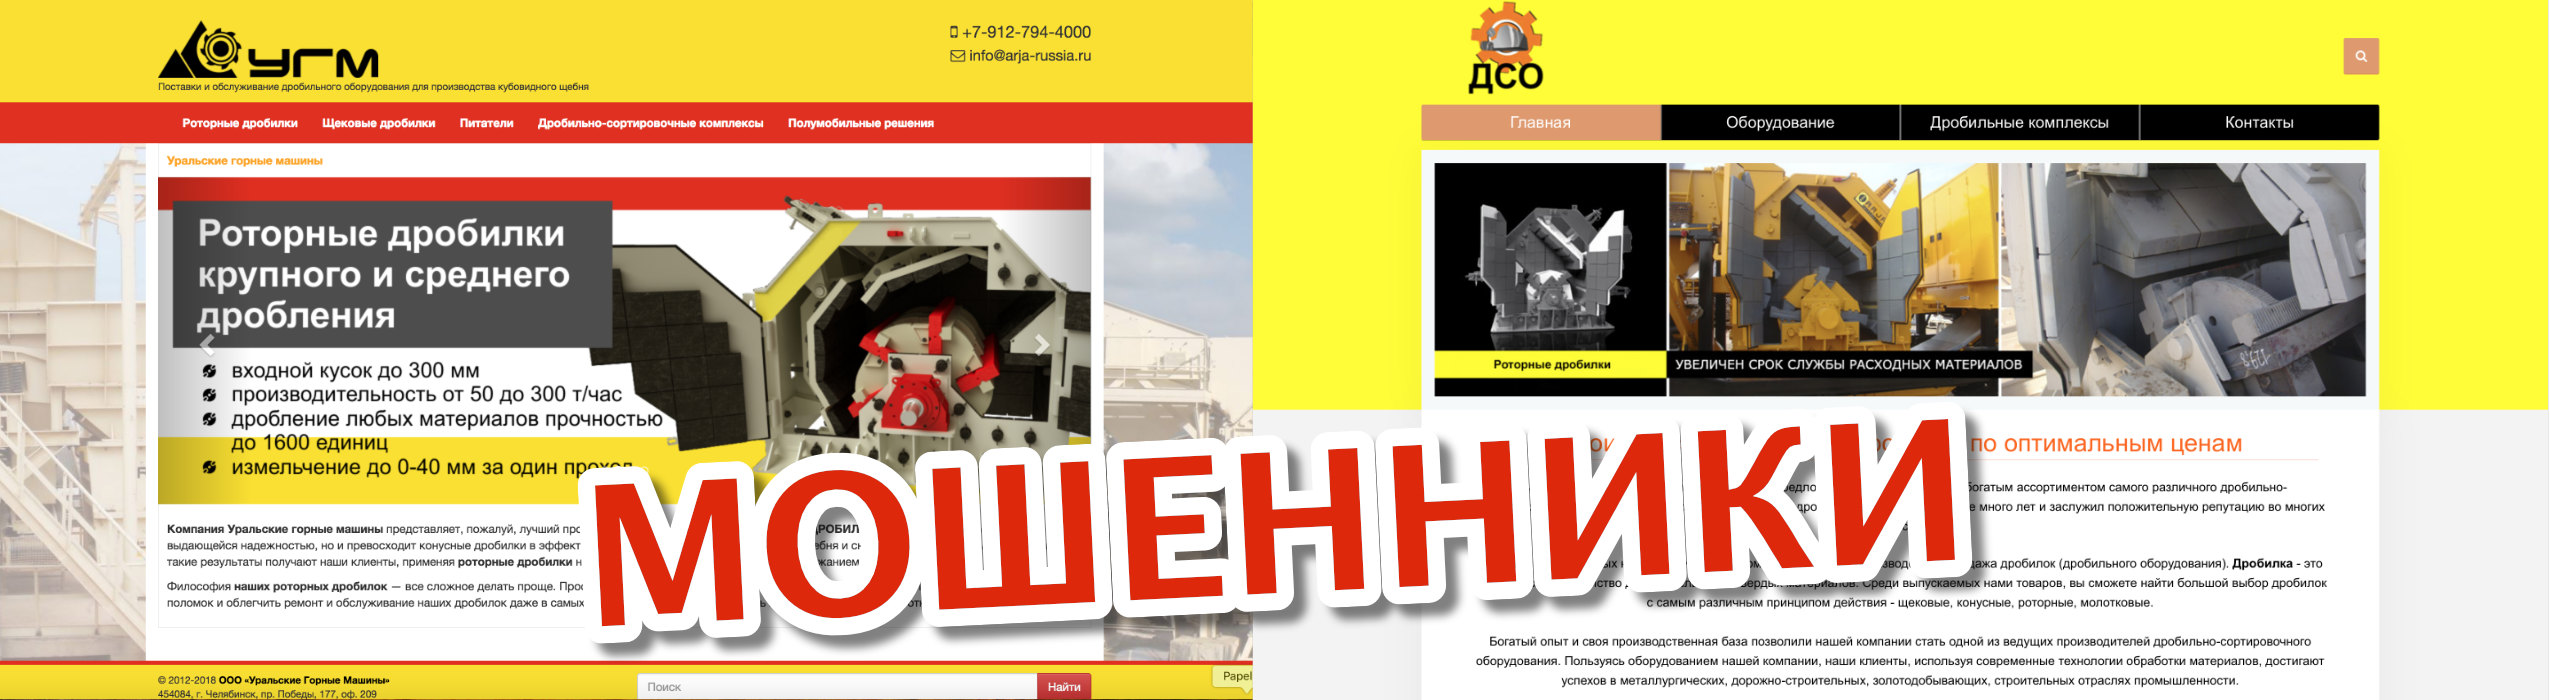 УГМ
Поставки и обслуживание дробильного оборудования для производства кубовидного щебня
+7-912-794-4000
info@arja-russia.ru
Роторные дробилки Щековые дробилки Питатели Дробильно-сортировочные комплексы Полумобильные решения
Уральские горные машины
Роторные дробилки
крупного и среднего
дробления
входной кусок до 300 мм
производительность от 50 до 300 т/час
дробление любых материалов прочностью
до 1600 единиц
измельчение до 0-40 мм за один проход
Компания Уральские горные машины представляет, пожалуй, лучший
выдающейся надежностью, но и превосходит конусные дробилки в
такие результаты получают наши клиенты, применяя роторные дробилки
Философия наших роторных дробилок — все сложное делать проще.
поломок и облегчить ремонт и обслуживание наших дробилок даже в самых
© 2012-2018 ООО «Уральские Горные Машины»
454084, г. Челябинск, пр. Победы, 177, оф. 209
Поиск Найти
Papel
ДСО
Главная Оборудование Дробильные комплексы Контакты
ARJA
1298
Роторные дробилки УВЕЛИЧЕН СРОК СЛУЖБЫ РАСХОДНЫХ МАТЕРИАЛОВ
по оптимальным ценам
богатым ассортиментом самого различного дробильно-
много лет и заслужил положительную репутацию во многих
дробилок (дробильного оборудования). Дробилка - это
Среди выпускаемых нами товаров, вы сможете найти большой выбор дробилок
с самым различным принципом действия - щековые, конусные, роторные, молотковые.
Богатый опыт и своя производственная база позволили нашей компании стать одной из ведущих производителей дробильно-сортировочного
оборудования. Пользуясь оборудованием нашей компании, наши клиенты, используя современные технологии обработки материалов, достигают
успехов в металлургических, дорожно-строительных, золотодобывающих, строительных отраслях промышленности.
МОШЕННИКИ